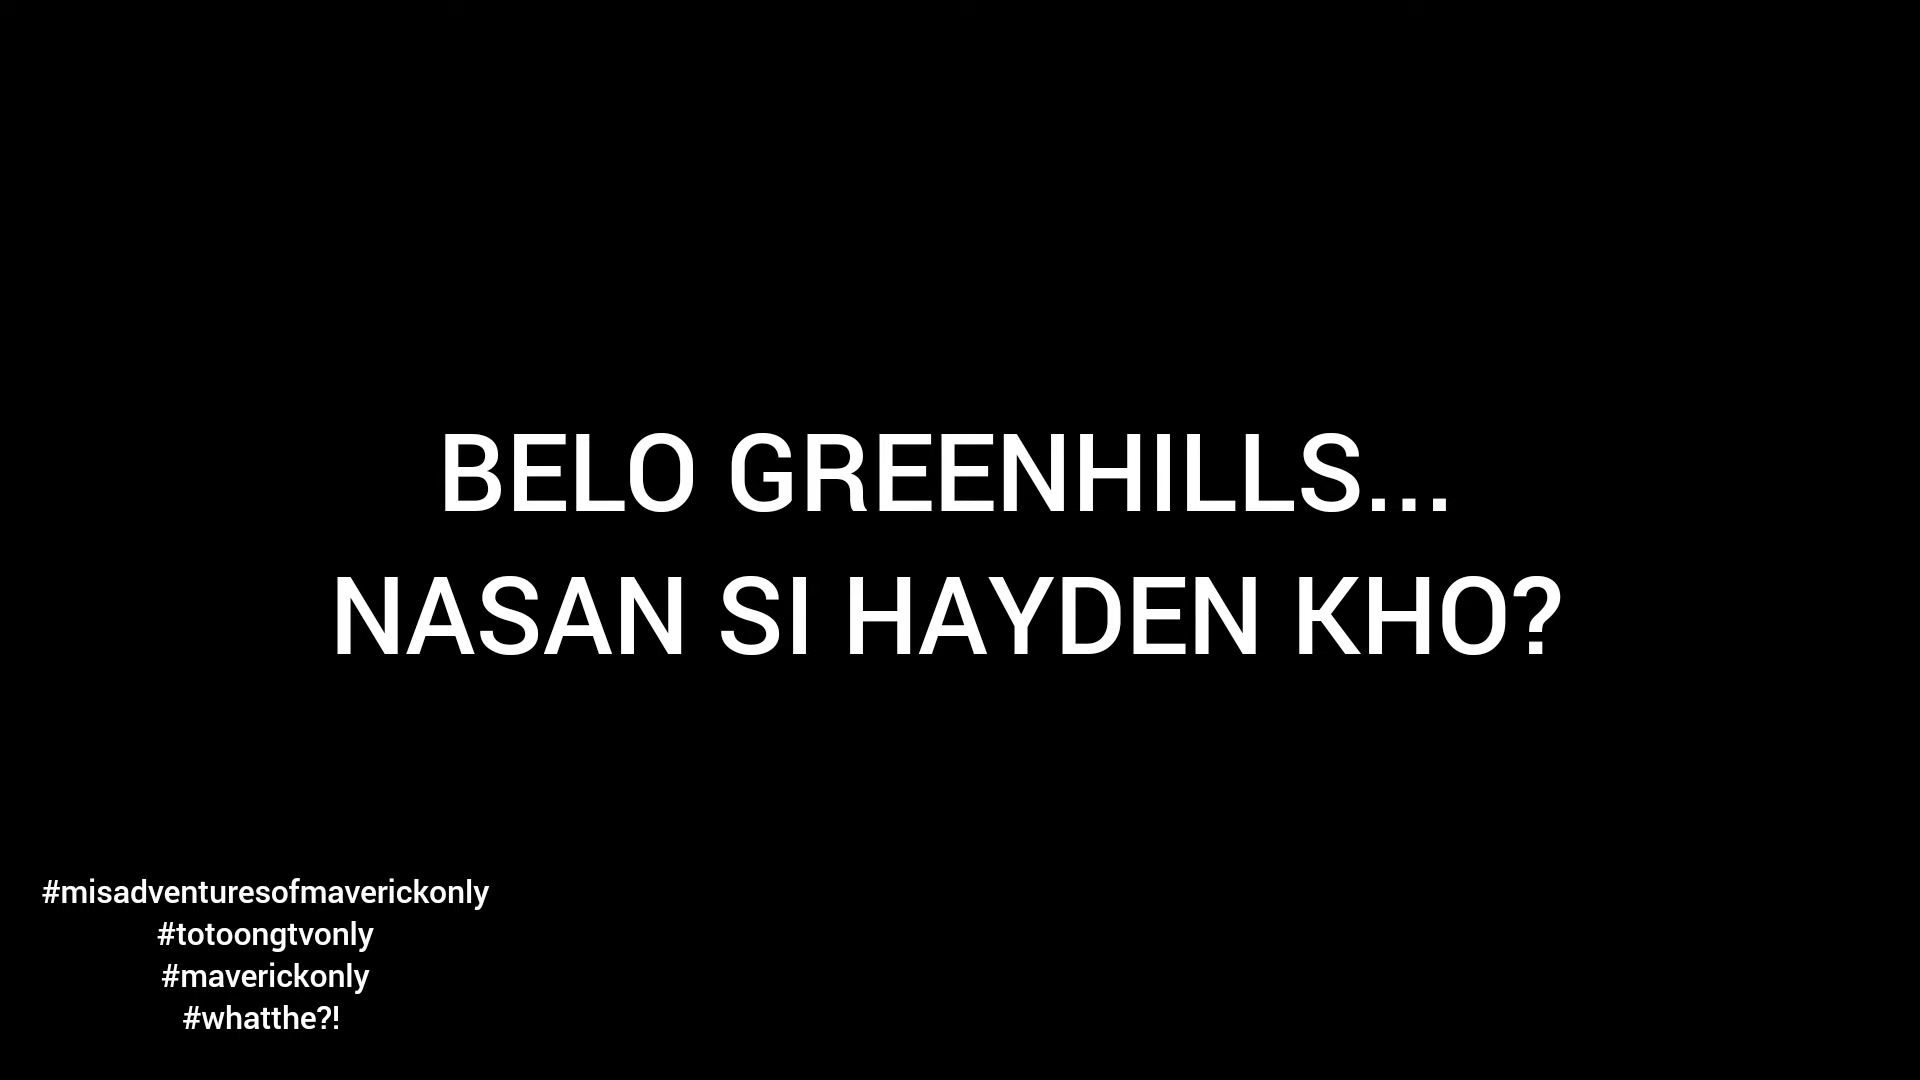 BELO GREENHILLS...
NASAN SI HAYDEN KHO?
#misadventuresofmaverickonly
#totoongtvonly
#maverickonly
#whatthe?!